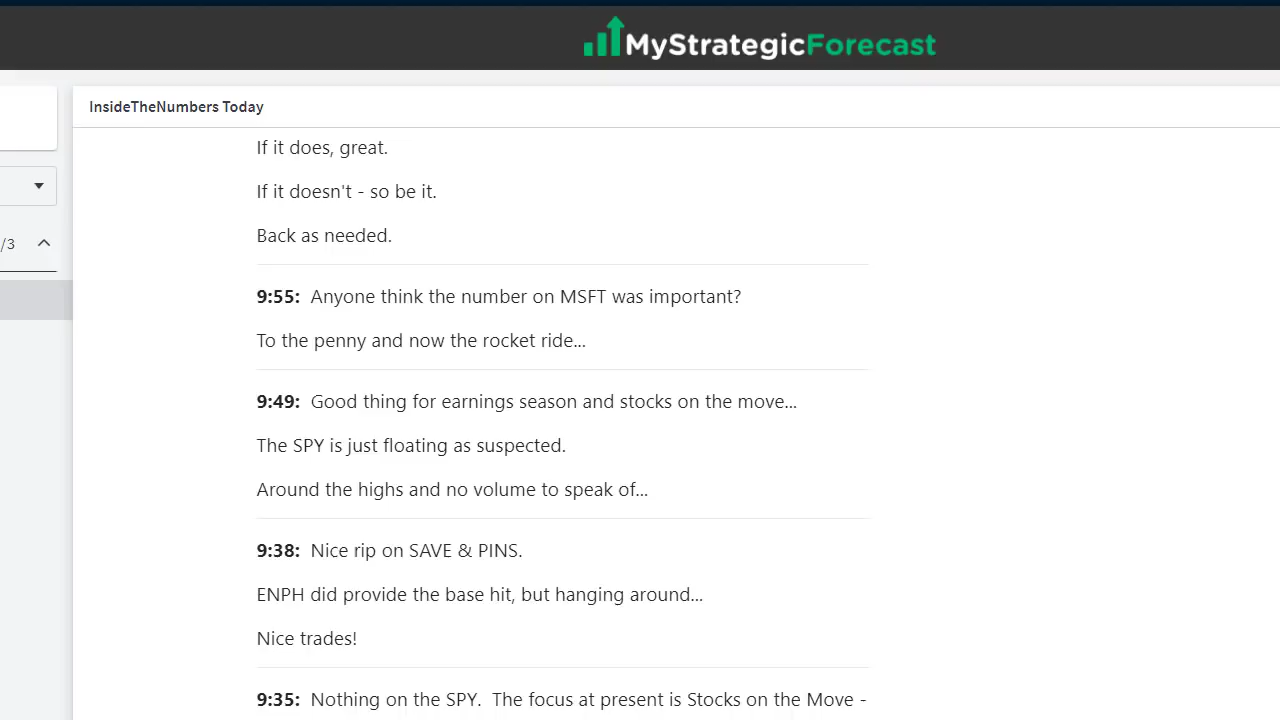 MyStrategicForecast
InsideTheNumbers Today
If it does, great.
If it doesn't - so be it.
/3
Back as needed.
9:55: Anyone think the number on MSFT was important?
To the penny and now the rocket ride...
9:49: Good thing for earnings season and stocks on the move...
The SPY is just floating as suspected.
Around the highs and no volume to speak of...
9:38: Nice rip on SAVE & PINS.
ENPH did provide the base hit, but hanging around...
Nice trades!
9:35: Nothing on the SPY. The focus at present is Stocks on the Move -